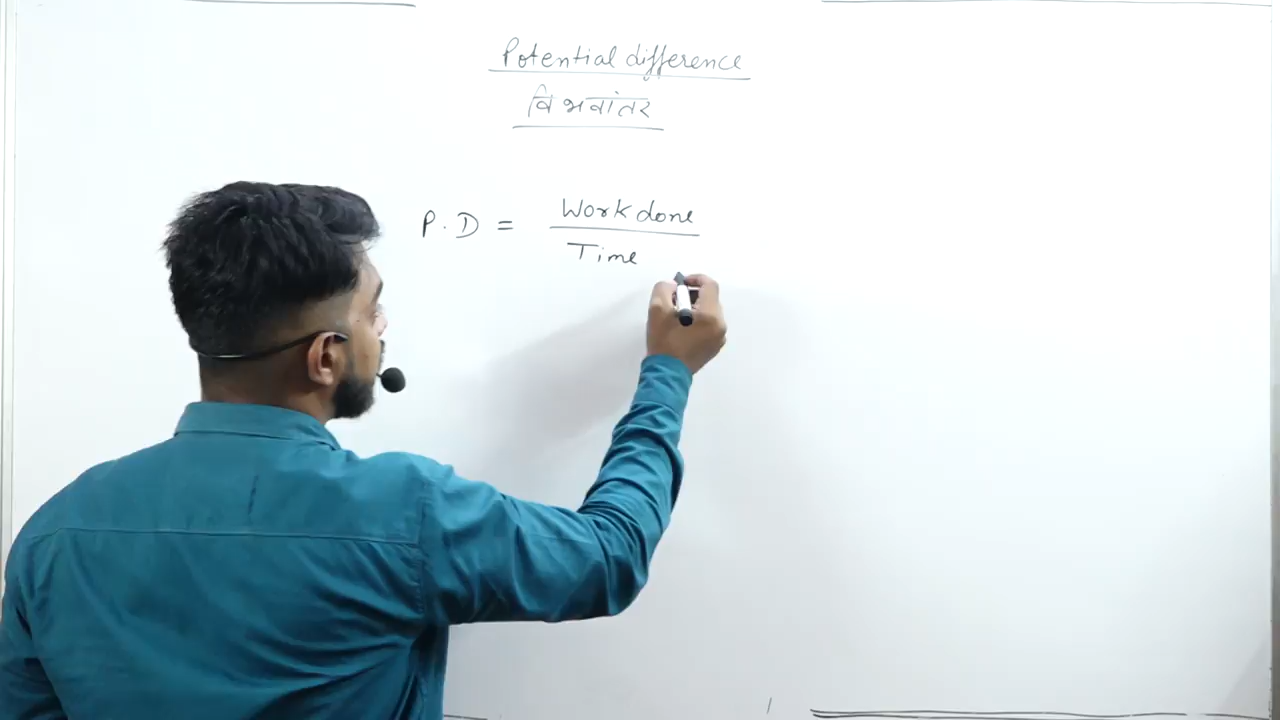 Potential difference
विभवांतर
P.D = Work done
Time